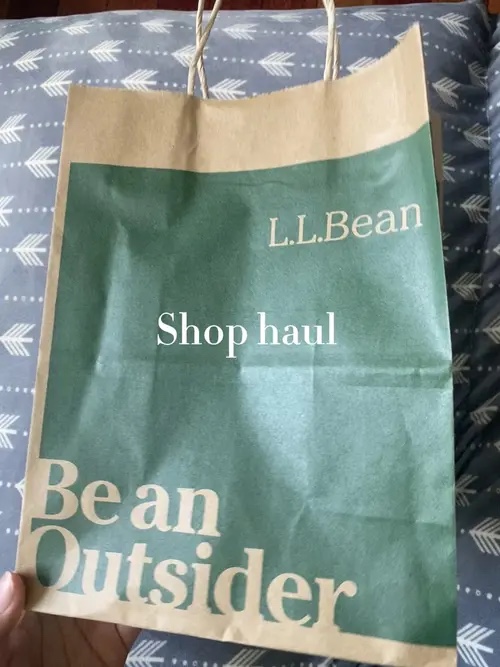 L.L.Bean
Shop haul
Be an
Outsider